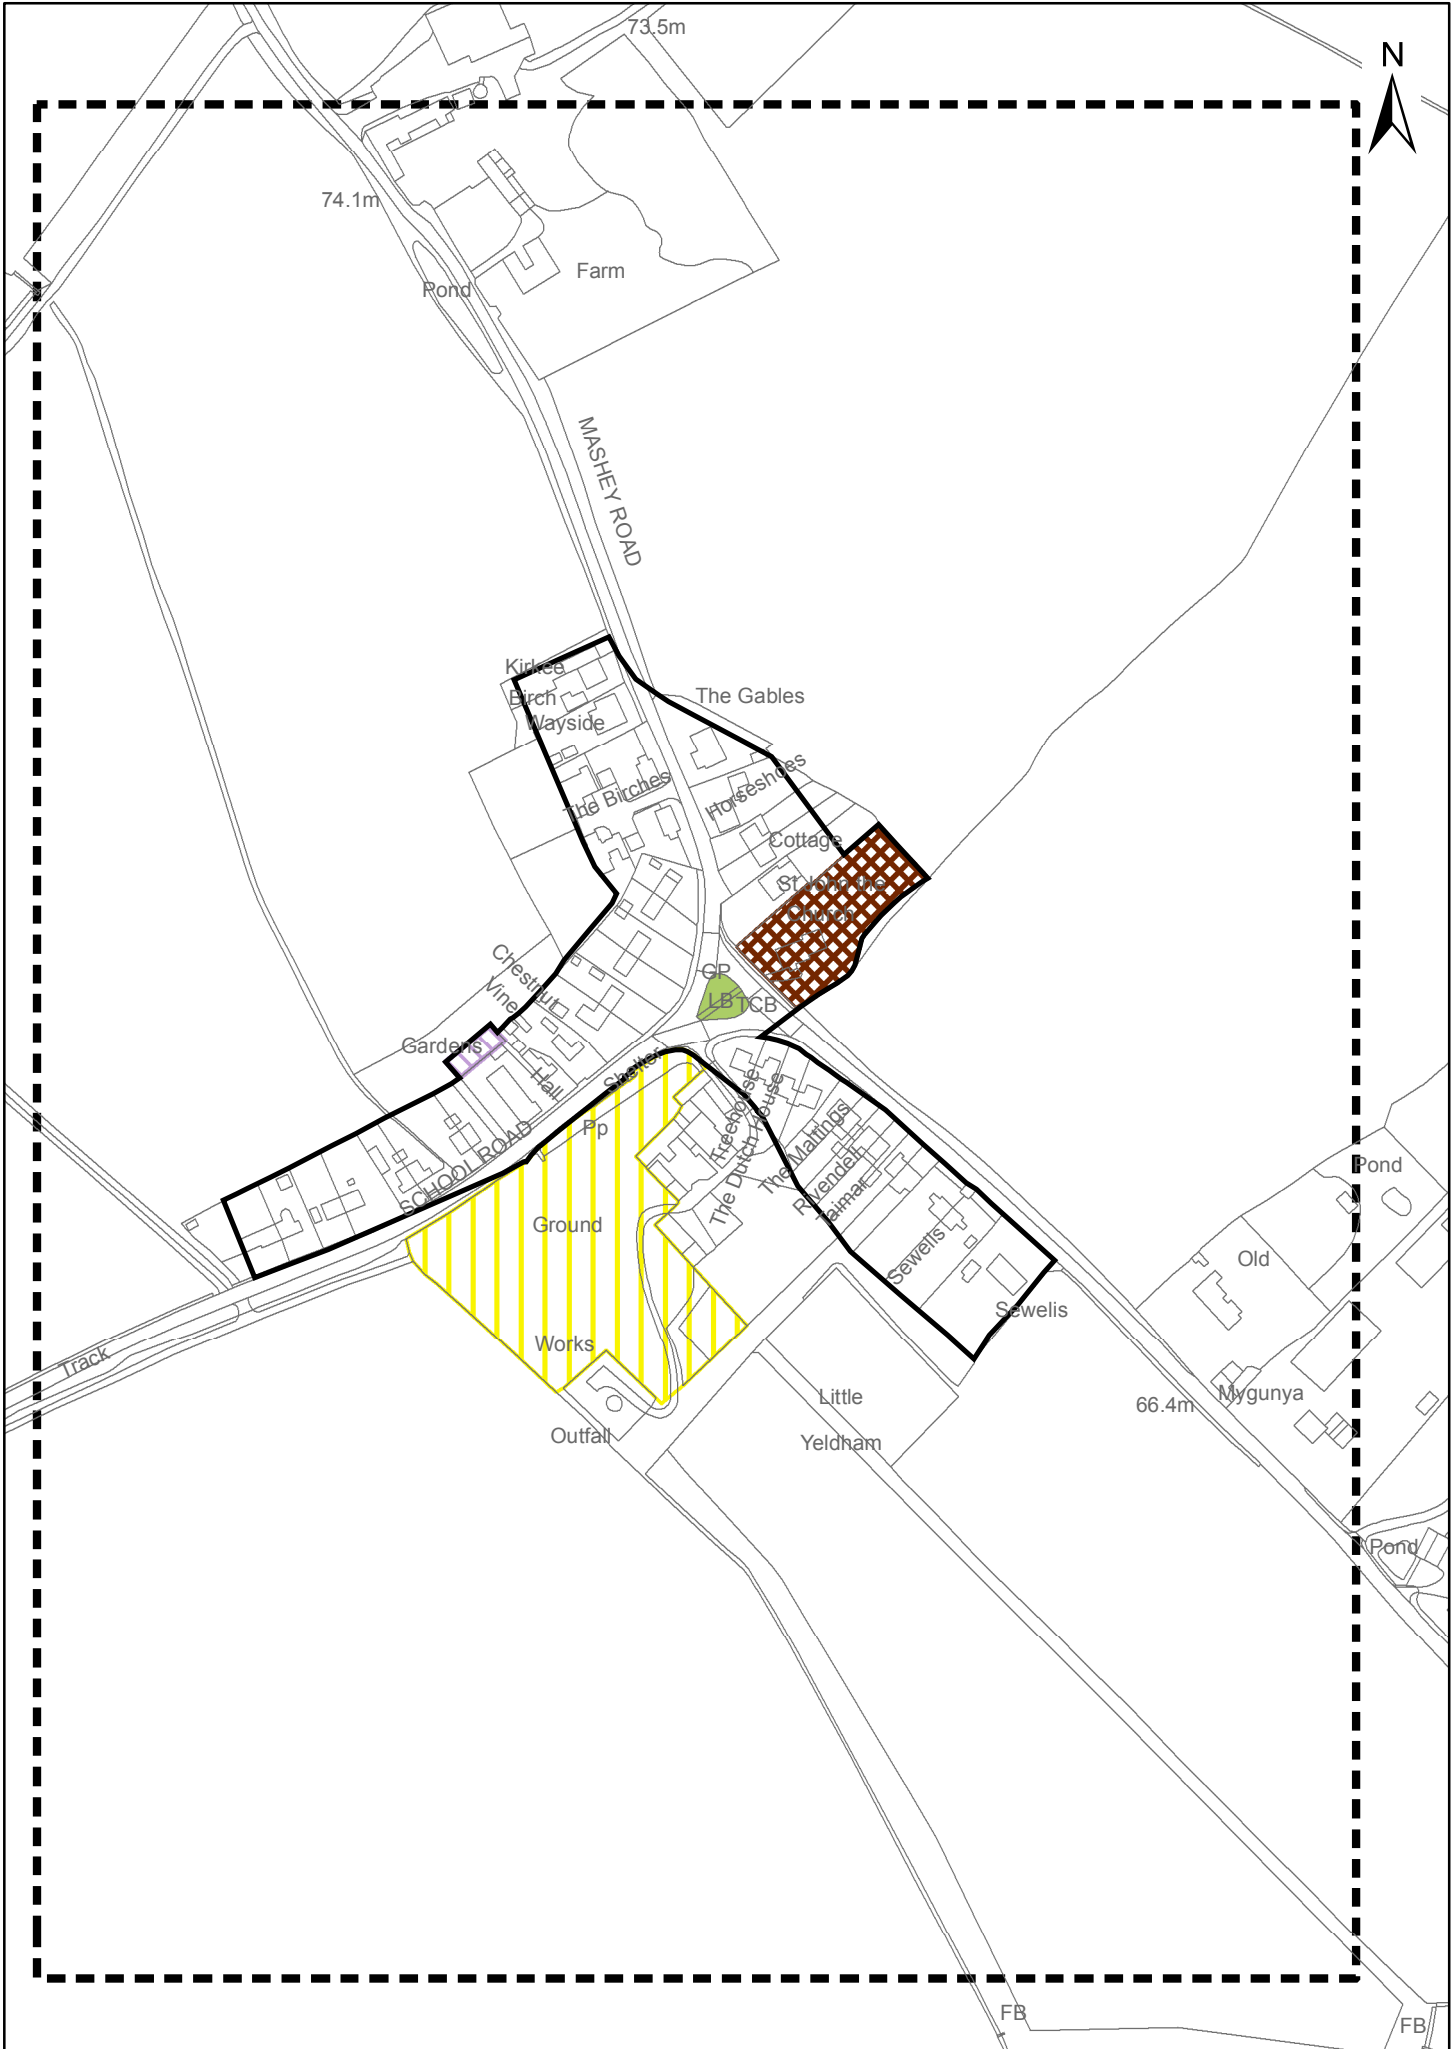 73.5m
N
74.1m
Farm
Pond
MASHEY ROAD
Kirkee
Birch
The Gables
Wayside
The Birches
Horseshoes
Cottage
St John the
Church
Chestnut
Vine
GP
LB
TCB
Gardens
Hall
Shelter
Treehouse
The Dutch House
Pp
The Maltings
Rivendell
Taimar
SCHOOL ROAD
Ground
Pond
Sewells
Old
Sewelis
Works
Track
Little
Mygunya
66.4m
Outfall
Yeldham
Pond
FB
FB